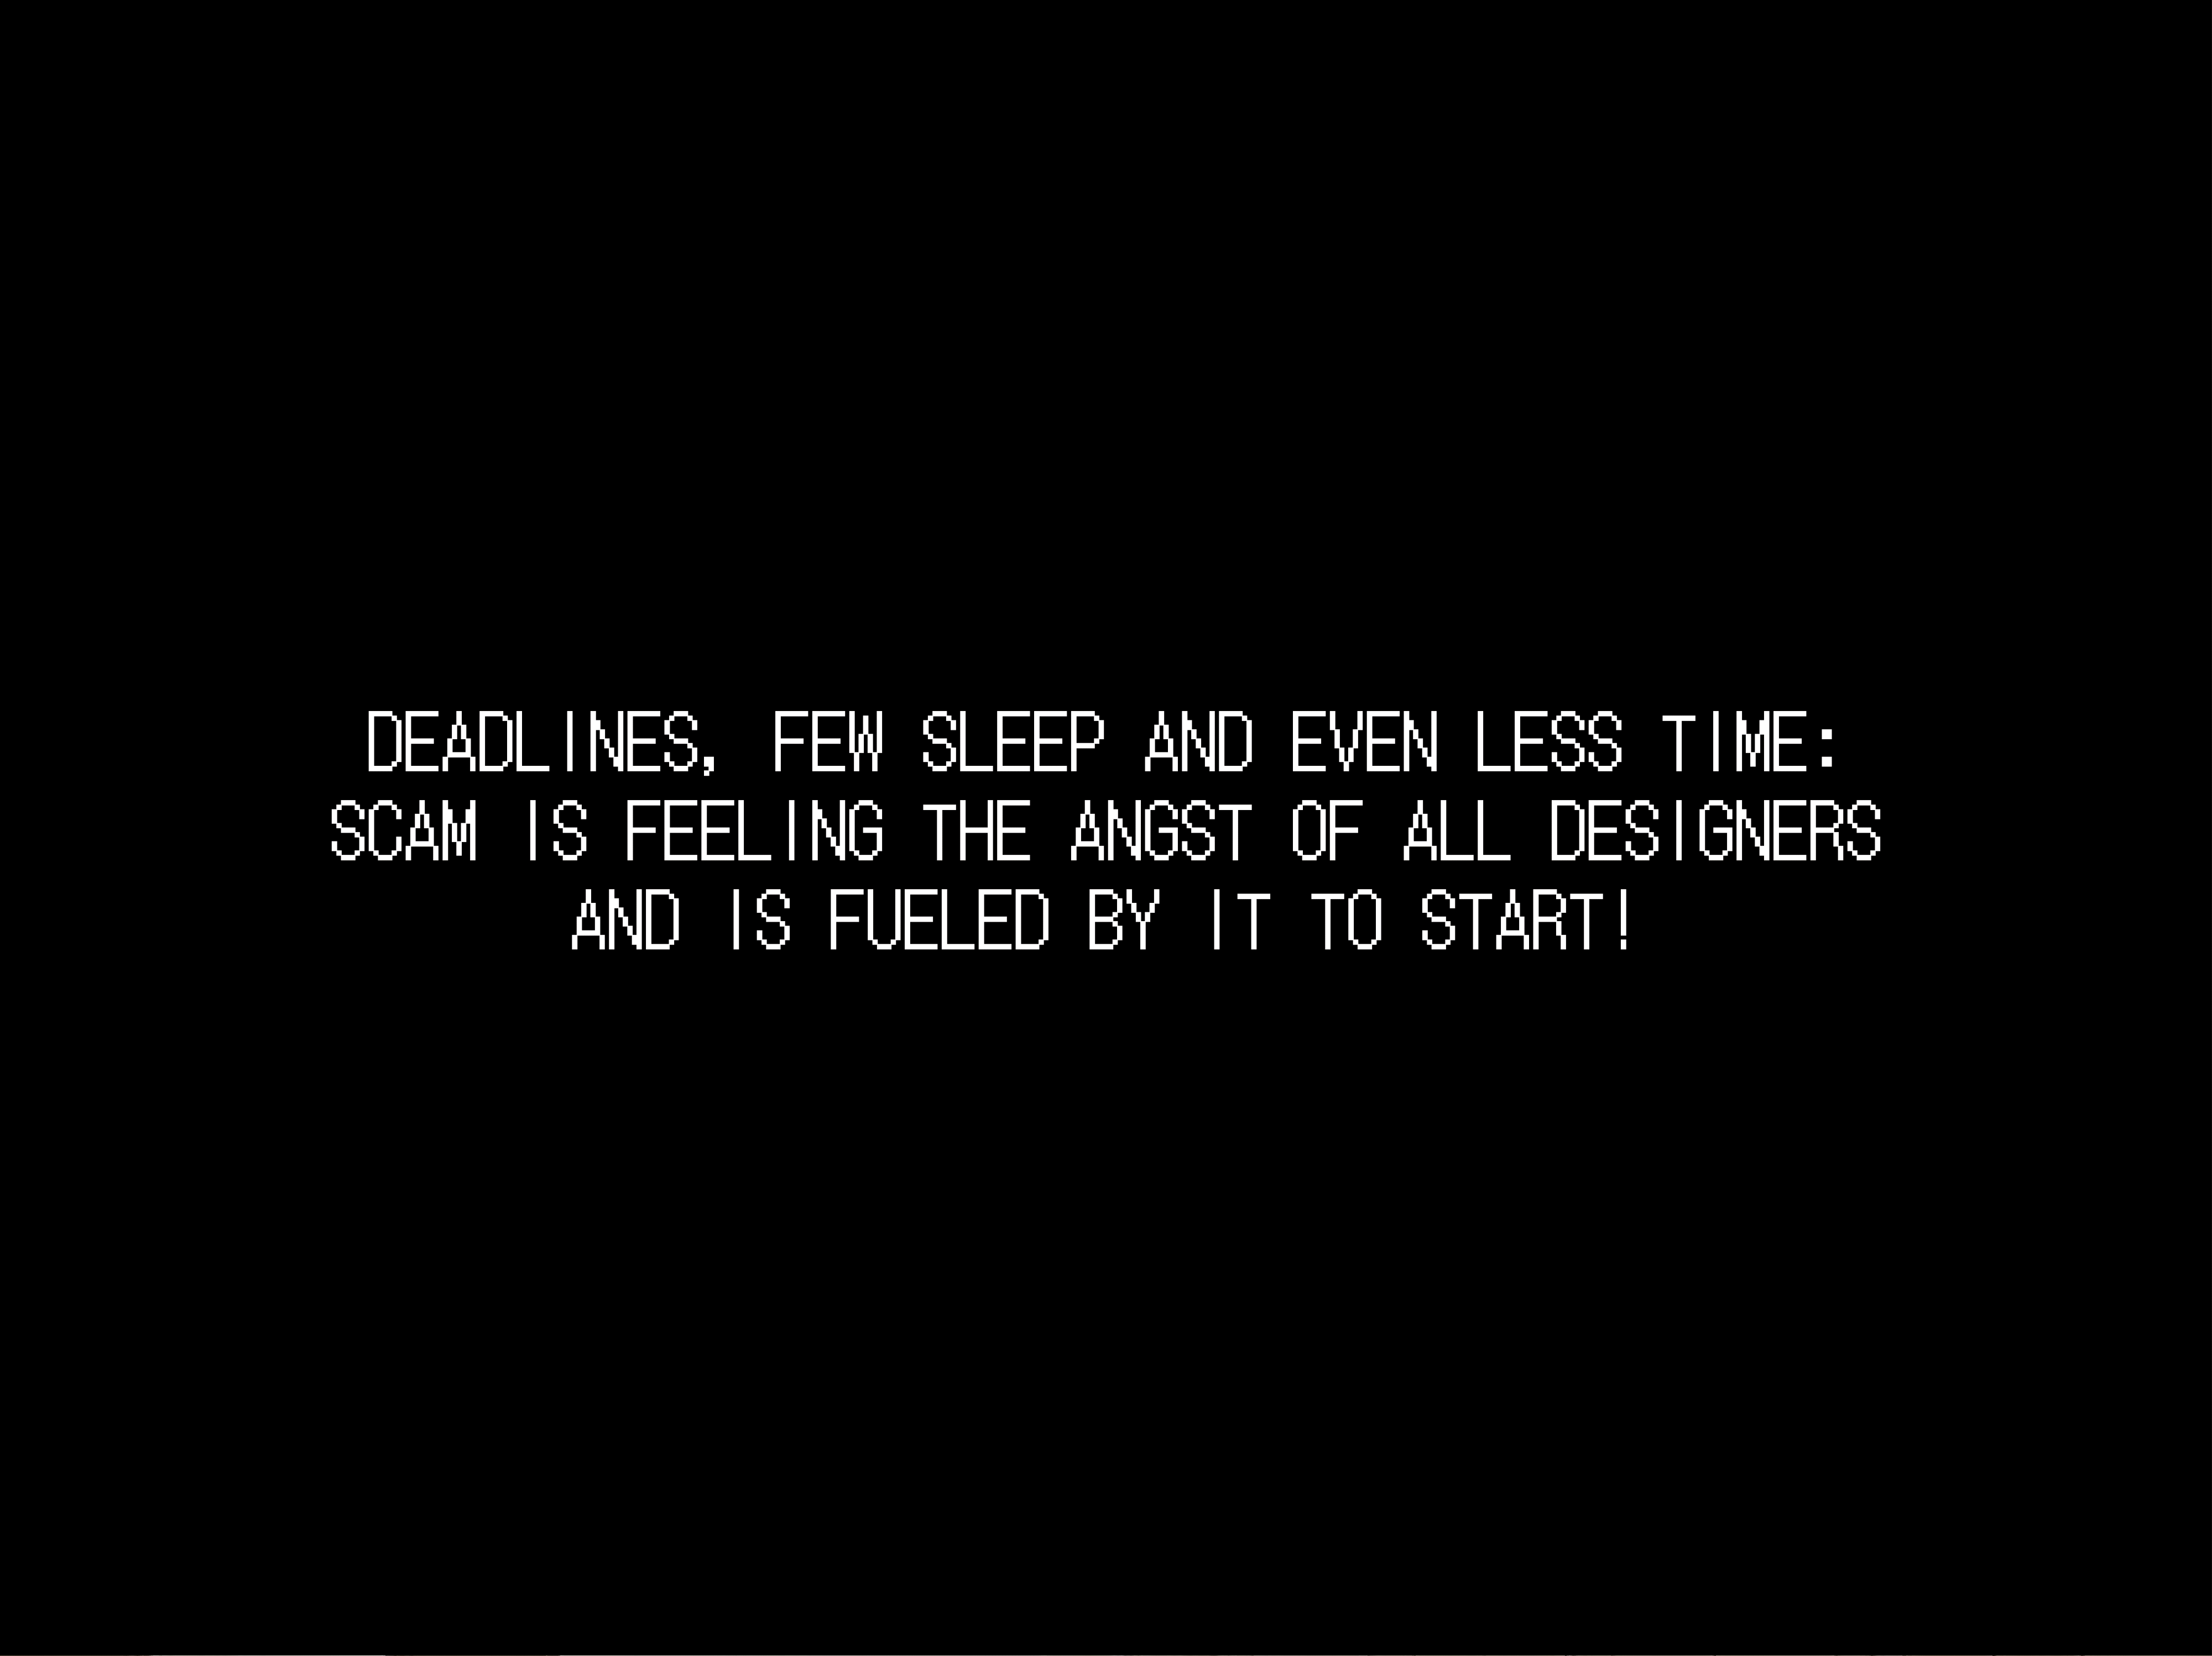 DEADLINES, FEW SLEEP AND EVEN LESS TIME:
SCAM IS FEELING THE ANGST OF ALL DESIGNERS
AND IS FUELED BY IT TO START!